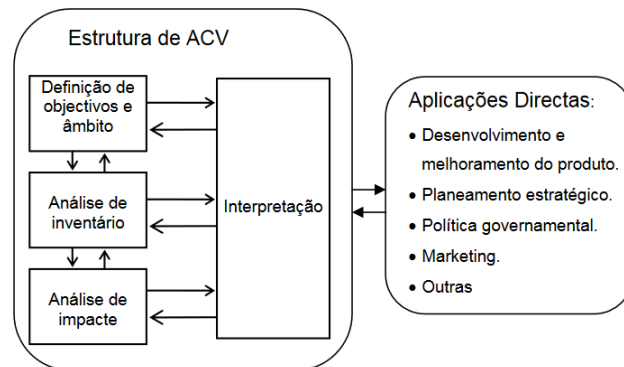 Estrutura de ACV
Definição de
objectivos e
âmbito
Análise de
inventário
Análise de
impacte
Interpretação
Aplicações Directas:
• Desenvolvimento e
melhoramento do produto.
• Planeamento estratégico.
• Política governamental.
• Marketing.
• Outras